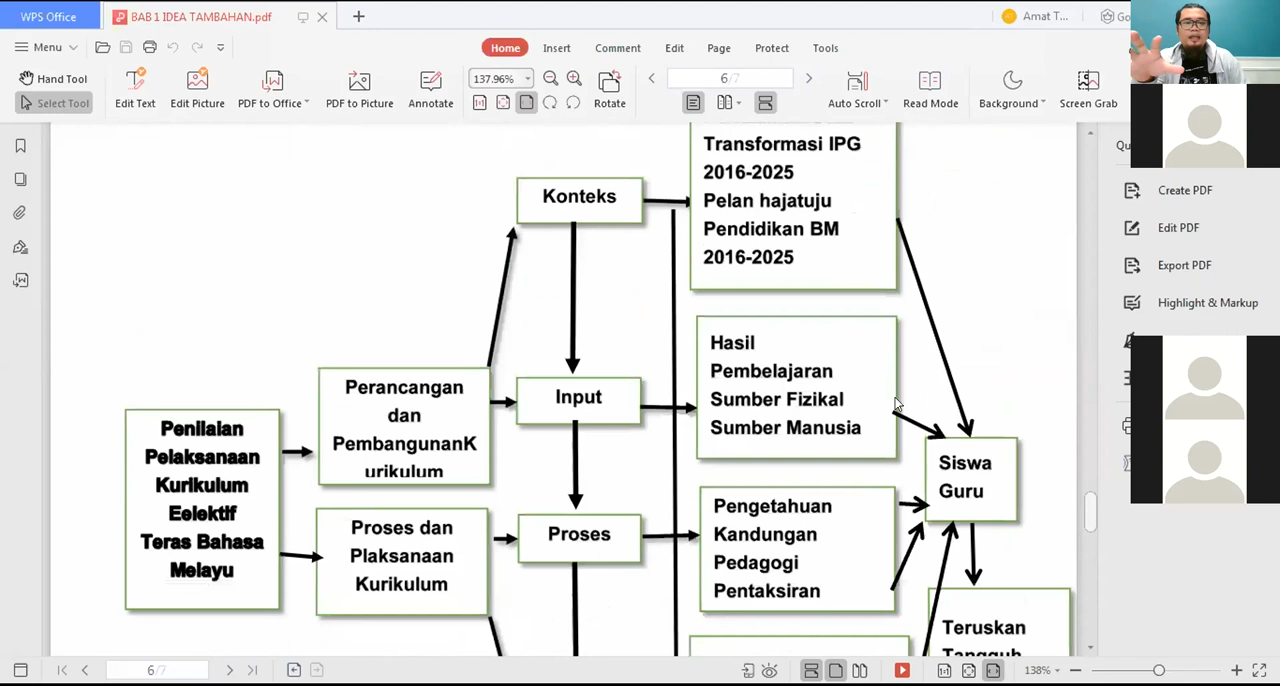 WPS Office
BAB 1 IDEA TAMBAHAN.pdf
Amat T...
Go
Menu
Home
Insert
Comment
Edit
Page
Protect
Tools
Hand Tool
Select Tool
Edit Text
Edit Picture
PDF to Office
PDF to Picture
Annotate
137.96%
Rotate
6/7
Auto Scroll
Read Mode
Background
Screen Grab
Transformasi IPG
2016-2025
Pelan hajatuju
Pendidikan BM
2016-2025
Konteks
Hasil
Pembelajaran
Sumber Fizikal
Sumber Manusia
Input
Perancangan
dan
PembangunanK
urikulum
Penilaian
Pelaksanaan
Kurikulum
Eelektif
Teras Bahasa
Melayu
Siswa
Guru
Proses dan
Plaksanaan
Kurikulum
Proses
Pengetahuan
Kandungan
Pedagogi
Pentaksiran
Teruskan
Tangguh
Qu
Create PDF
Edit PDF
Export PDF
Highlight & Markup
6/7
138%